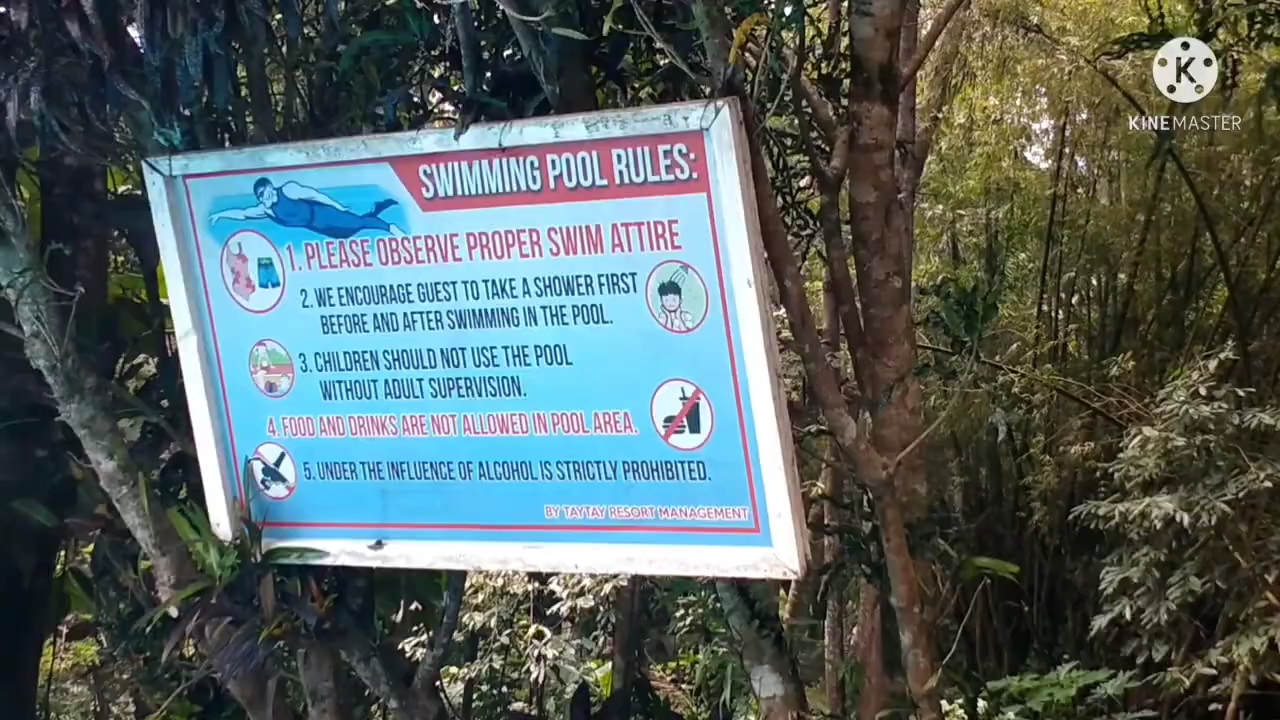 SWIMMING POOL RULES:
1. PLEASE OBSERVE PROPER SWIM ATTIRE
2. WE ENCOURAGE GUEST TO TAKE A SHOWER FIRST
BEFORE AND AFTER SWIMMING IN THE POOL.
3. CHILDREN SHOULD NOT USE THE POOL
WITHOUT ADULT SUPERVISION.
4. FOOD AND DRINKS ARE NOT ALLOWED IN POOL AREA.
5. UNDER THE INFLUENCE OF ALCOHOL IS STRICTLY PROHIBITED.
BY TAYTAY RESORT MANAGEMENT
K
KINEMASTER